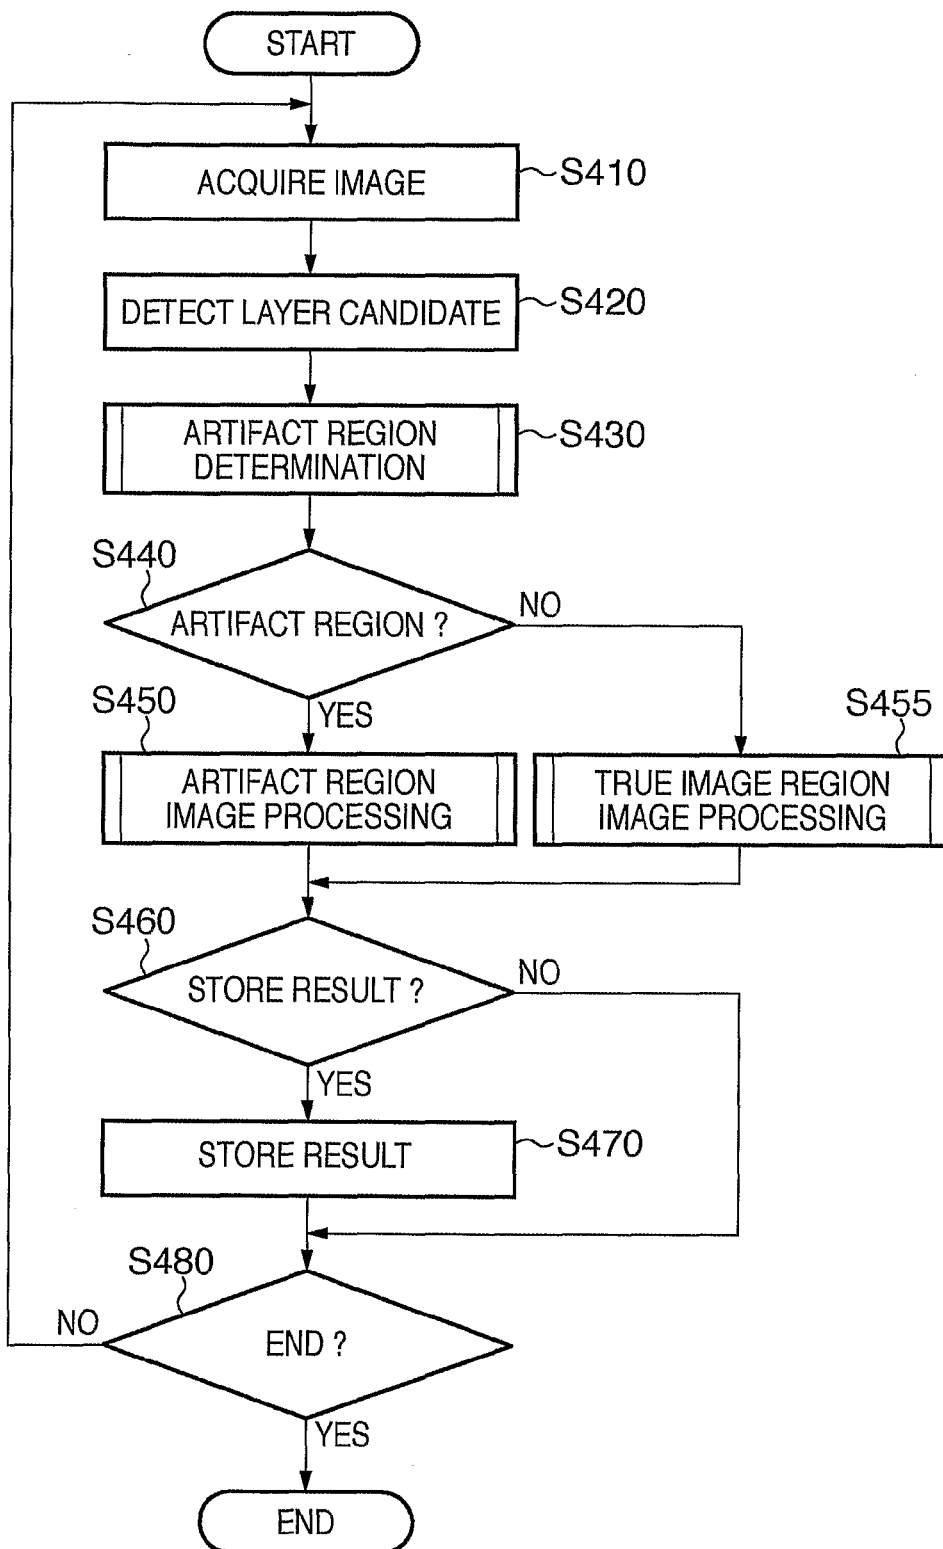 START
ACQUIRE IMAGE
S410
DETECT LAYER CANDIDATE
S420
ARTIFACT REGION
DETERMINATION
S430
S440
ARTIFACT REGION ?
NO
YES
S450
ARTIFACT REGION
IMAGE PROCESSING
S455
TRUE IMAGE REGION
IMAGE PROCESSING
S460
STORE RESULT ?
NO
YES
STORE RESULT
S470
S480
END ?
NO
YES
END